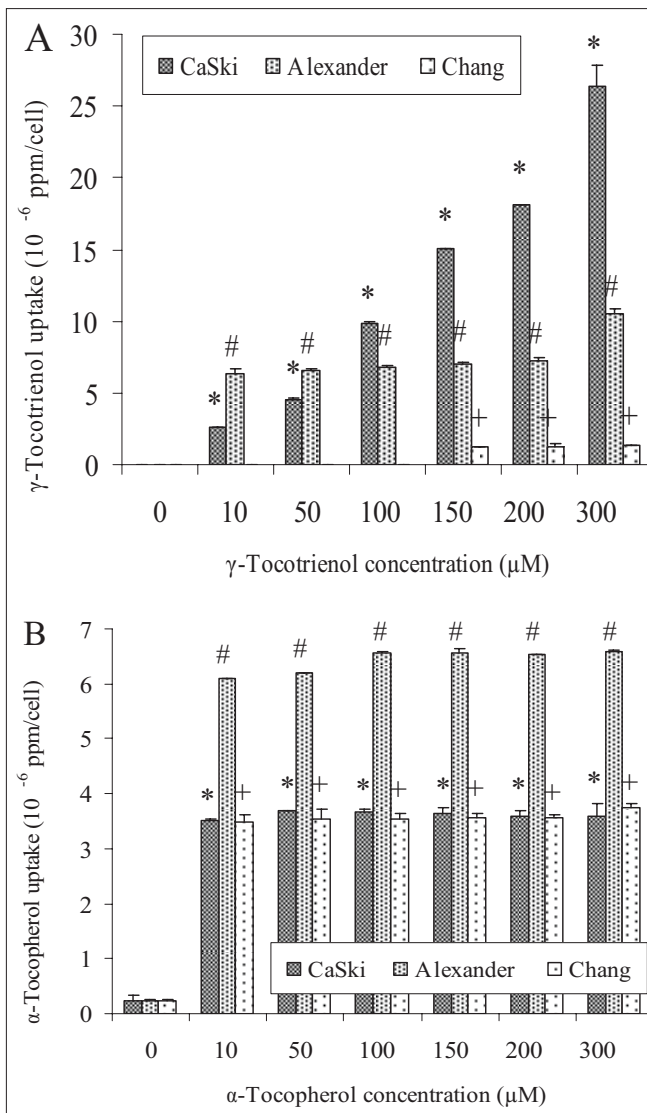 A
CaSki Alexander Chang
γ-Tocotrienol uptake (10 -6 ppm/cell)
30
25
20
15
10
5
0
* # * # * # * # + * # + * # +
0 10 50 100 150 200 300
γ-Tocotrienol concentration (µM)
B
α-Tocopherol uptake (10 -6 ppm/cell)
7
6
5
4
3
2
1
0
# # # # # #
* + * + * + * + * + * +
CaSki Alexander Chang
0 10 50 100 150 200 300
α-Tocopherol concentration (µM)